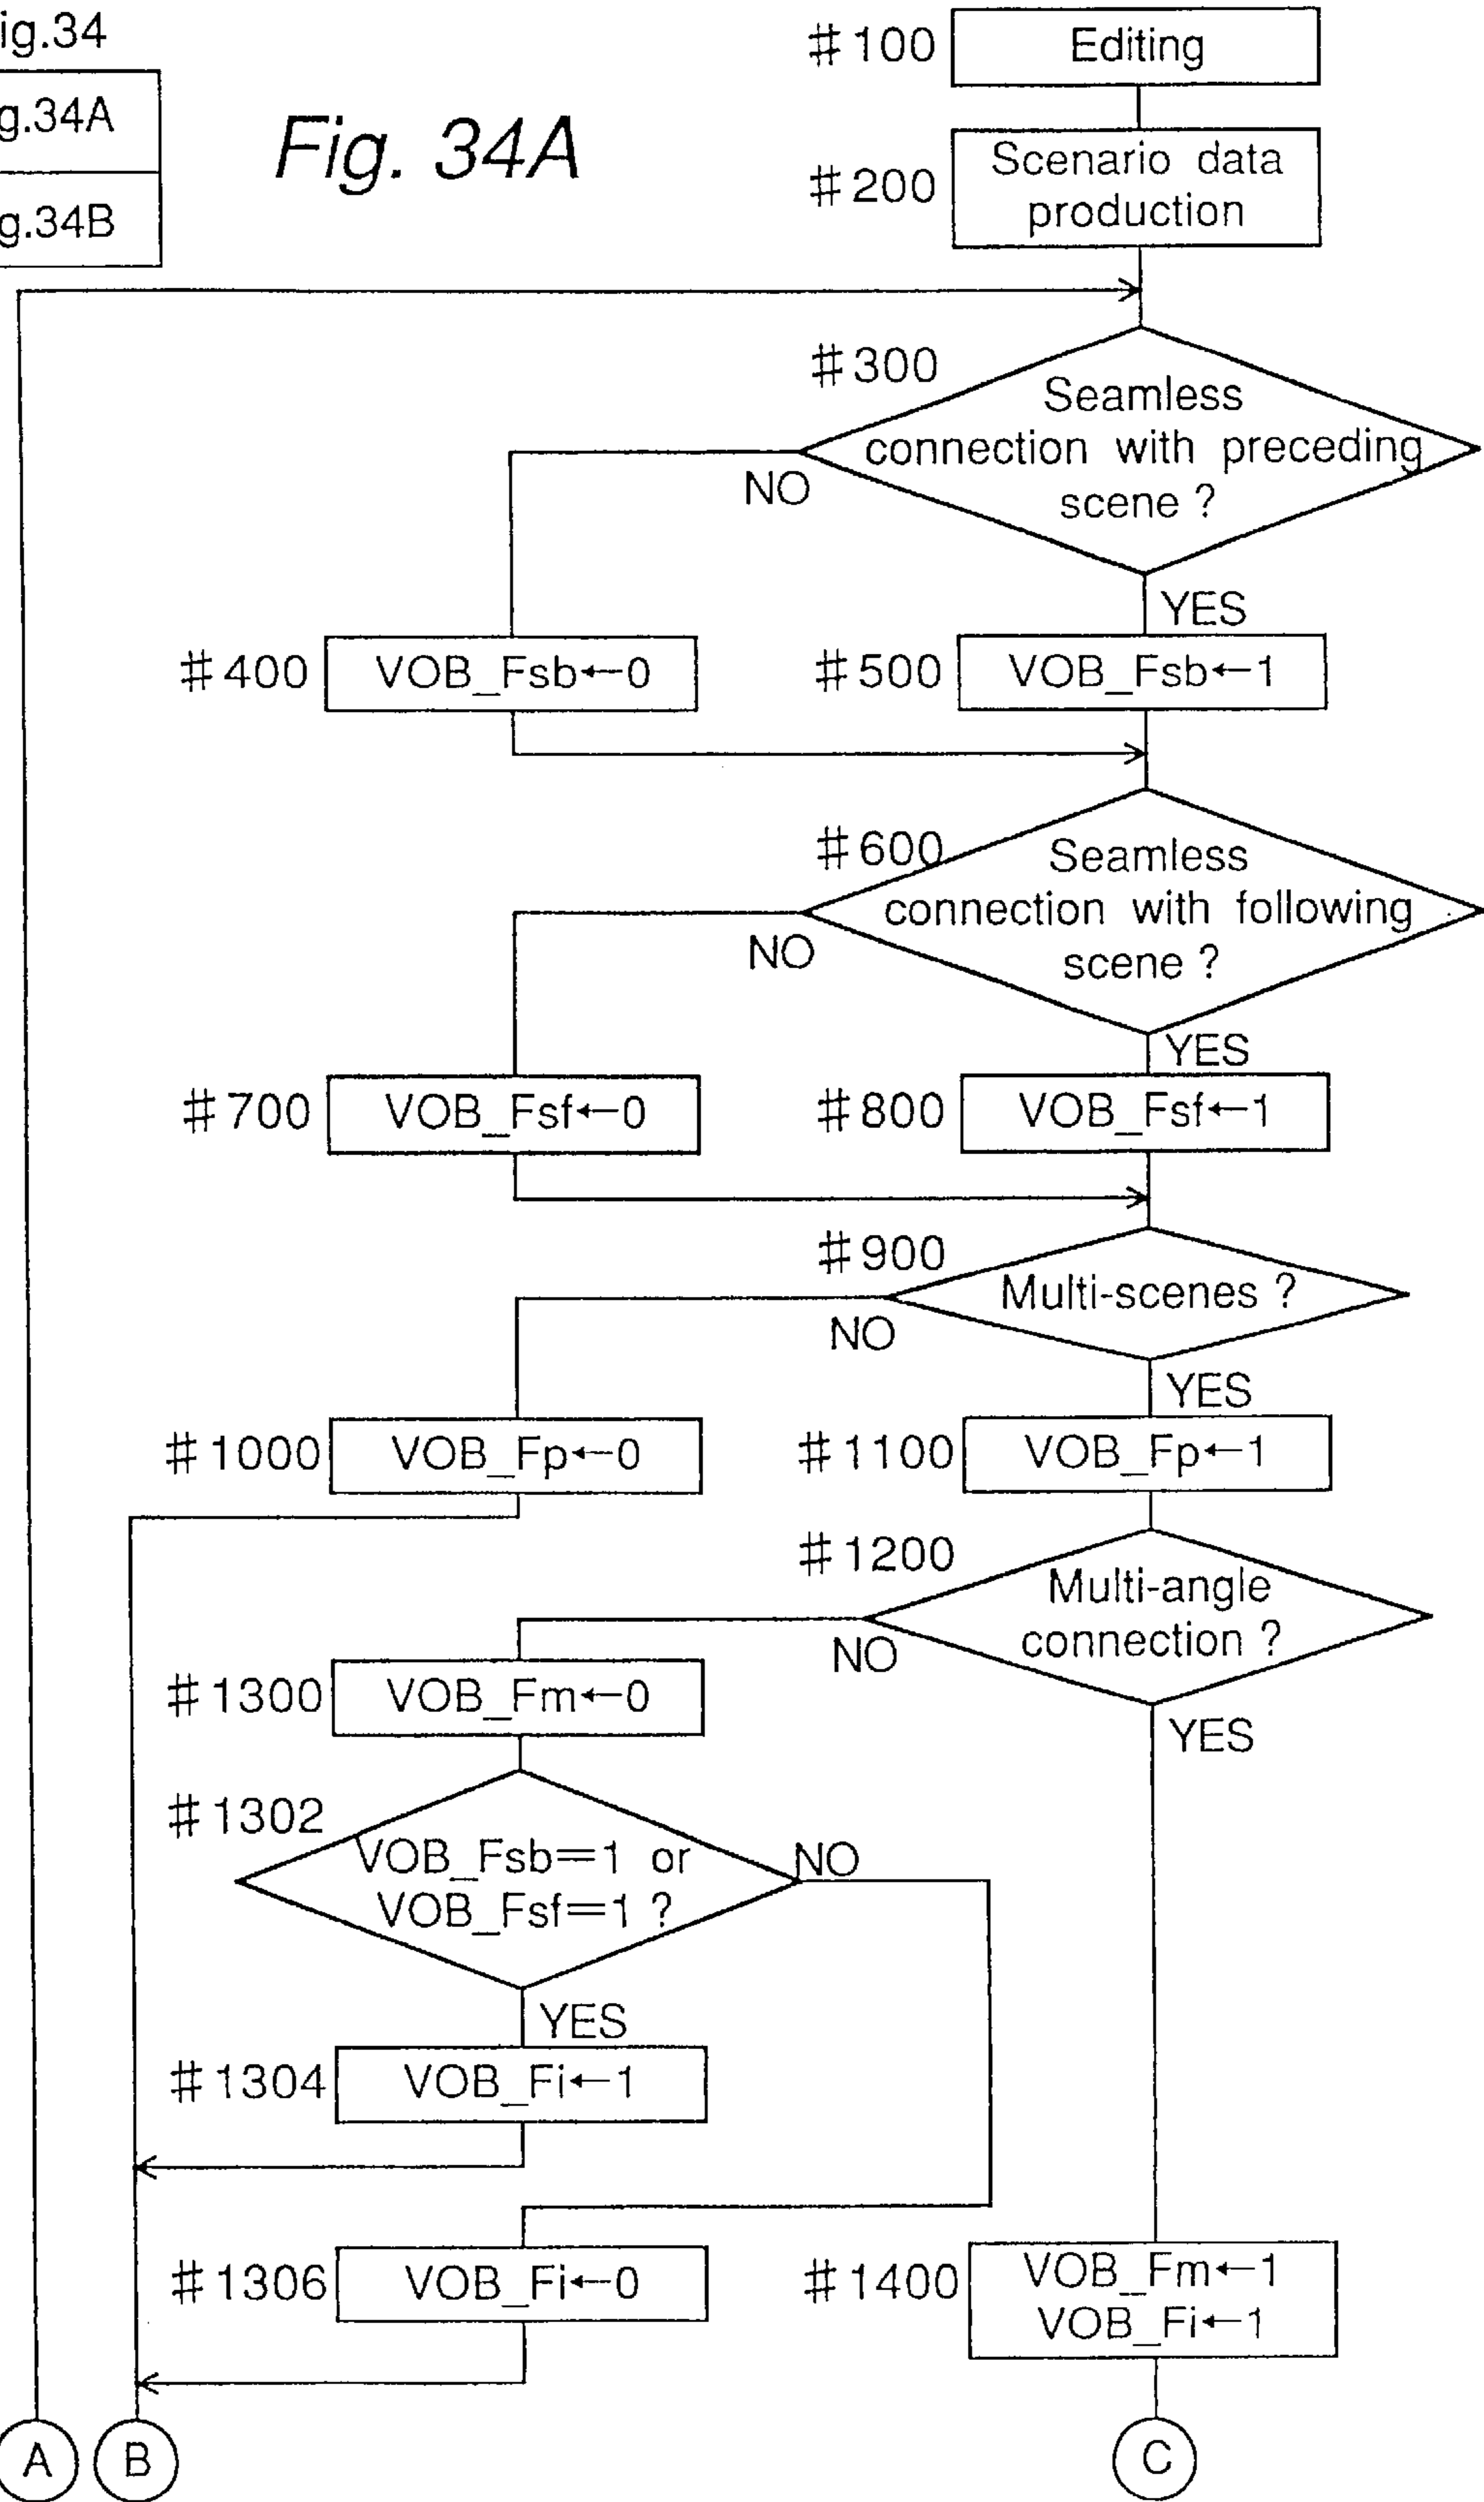 ig.34
g.34A
g.34B
Fig. 34A
#100
Editing
#200
Scenario data
production
#300
Seamless
connection with preceding
scene ?
NO
YES
#400
VOB_Fsb←0
#500
VOB_Fsb←1
#600
Seamless
connection with following
scene ?
NO
YES
#700
VOB_Fsf←0
#800
VOB_Fsf←1
#900
Multi-scenes ?
NO
YES
#1000
VOB_Fp←0
#1100
VOB_Fp←1
#1200
Multi-angle
connection ?
NO
YES
#1300
VOB_Fm←0
#1302
VOB_Fsb=1 or
VOB_Fsf=1 ?
NO
YES
#1304
VOB_Fi←1
#1306
VOB_Fi←0
#1400
VOB_Fm←1
VOB_Fi←1
A
B
C